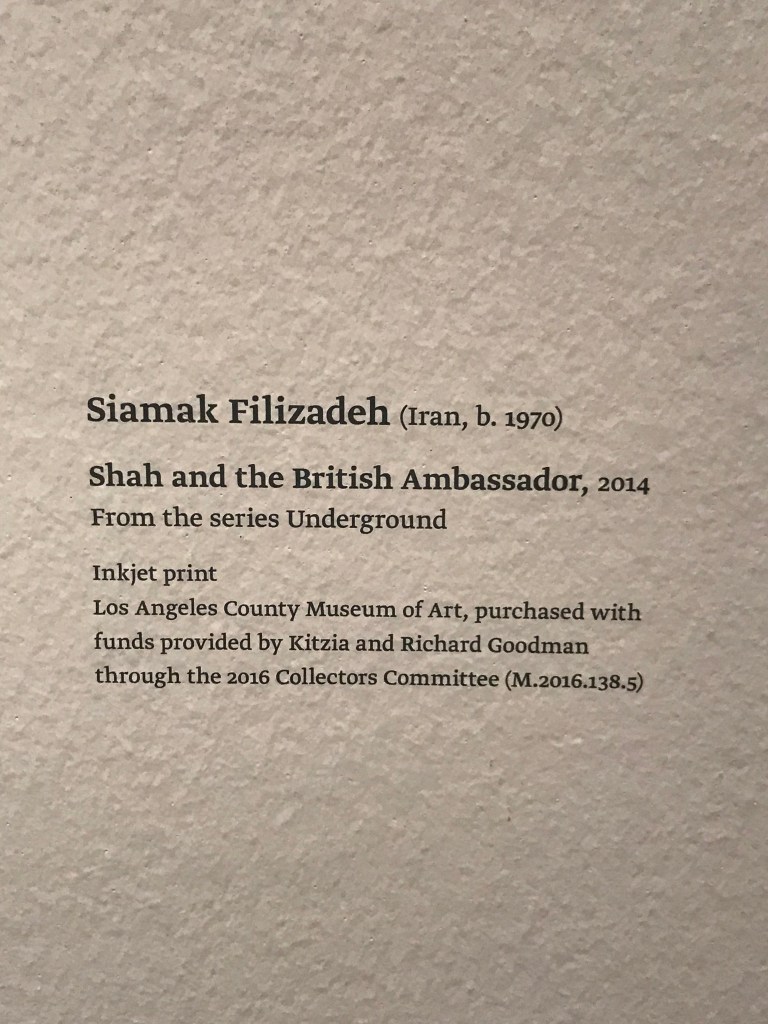 Siamak Filizadeh (Iran, b. 1970)
Shah and the British Ambassador, 2014
From the series Underground
Inkjet print
Los Angeles County Museum of Art, purchased with
funds provided by Kitzia and Richard Goodman
through the 2016 Collectors Committee (M.2016.138.5)